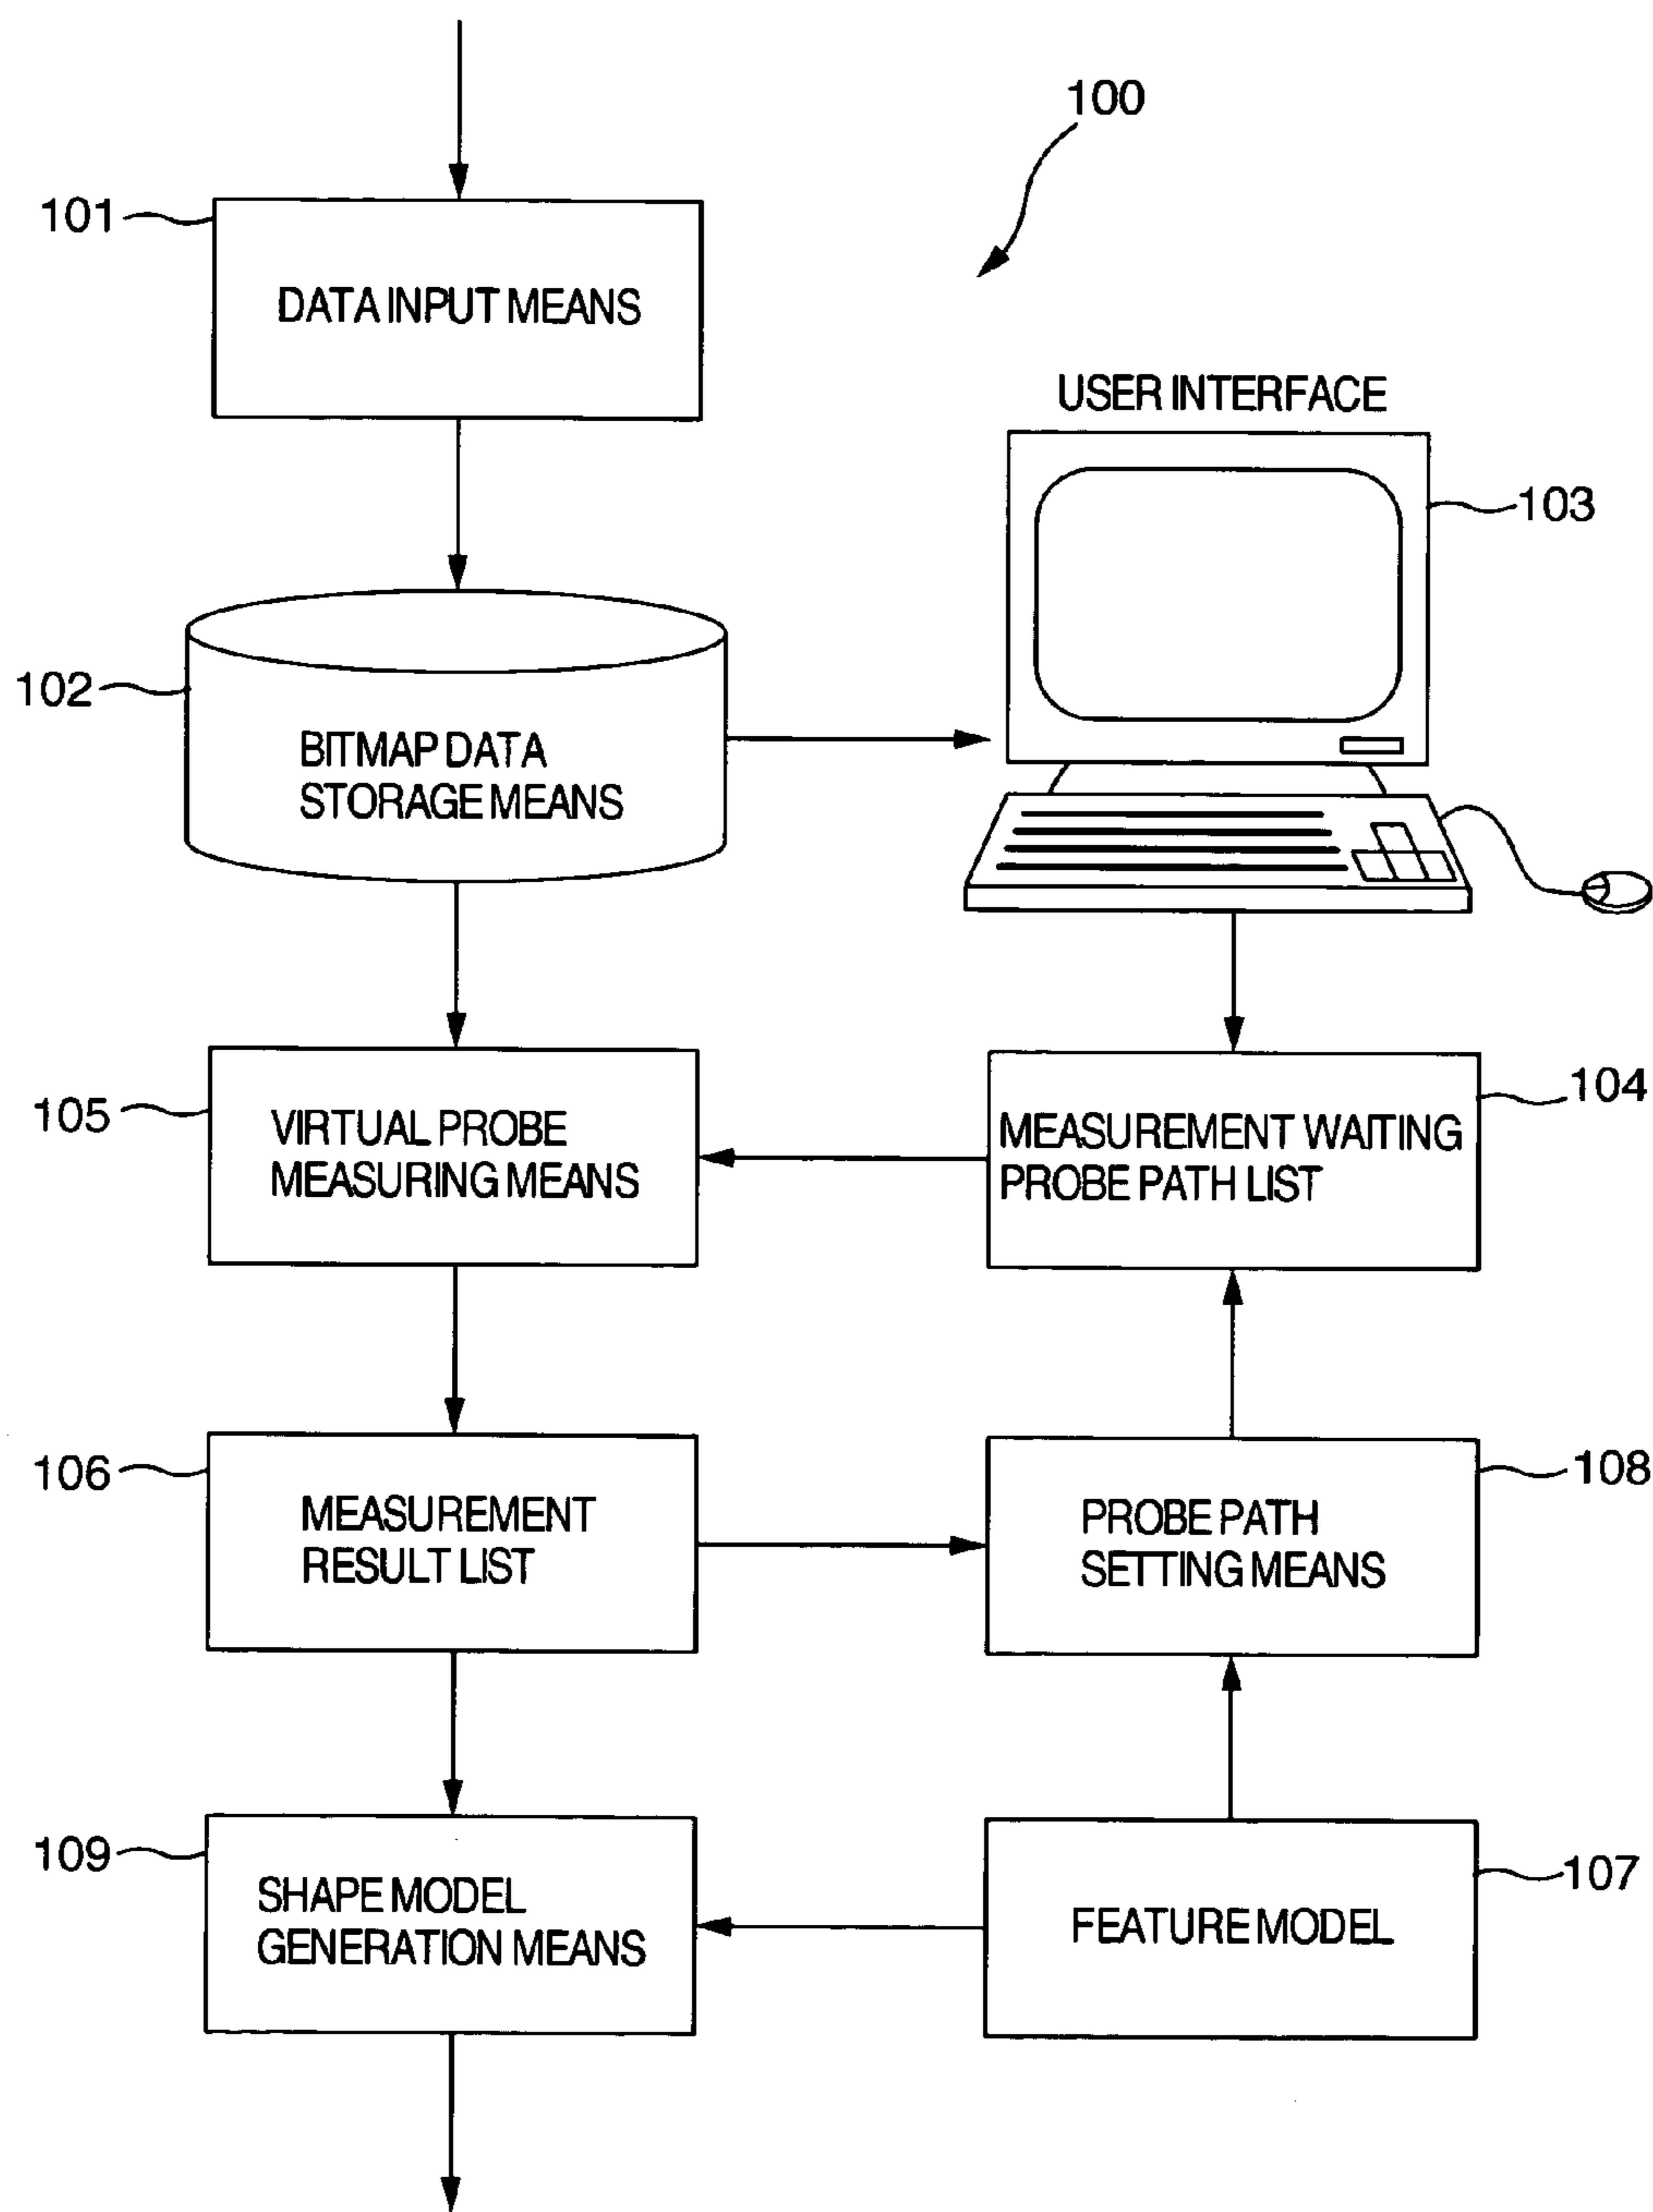 100
101
DATA INPUT MEANS
USER INTERFACE
103
102
BITMAP DATA
STORAGE MEANS
105
VIRTUAL PROBE
MEASURING MEANS
104
MEASUREMENT WAITING
PROBE PATH LIST
106
MEASUREMENT
RESULT LIST
108
PROBE PATH
SETTING MEANS
109
SHAPE MODEL
GENERATION MEANS
107
FEATURE MODEL